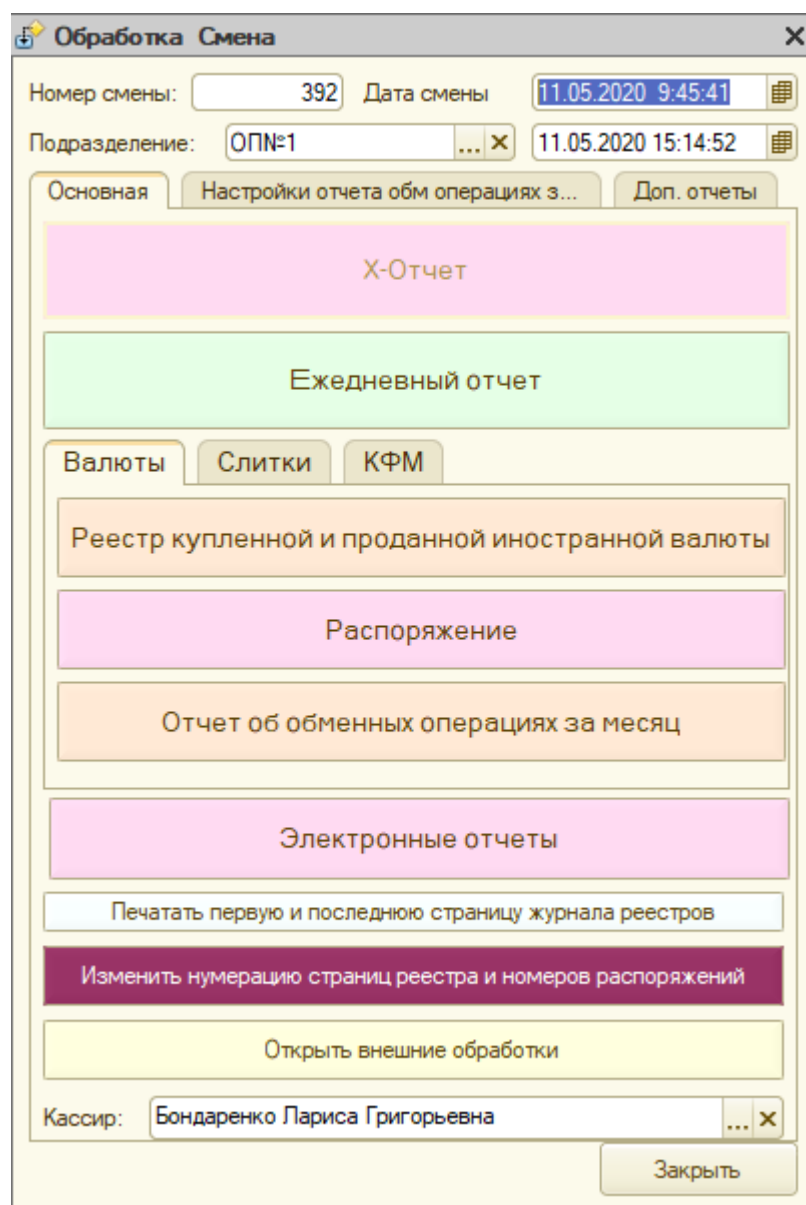 Обработка Смена
Номер смены: 392 Дата смены 11.05.2020 9:45:41
Подразделение: ОП№1 ... 11.05.2020 15:14:52
Основная Настройки отчета обм операциях з... Доп. отчеты
X-Отчет
Ежедневный отчет
Валюты Слитки КФМ
Реестр купленной и проданной иностранной валюты
Распоряжение
Отчет об обменных операциях за месяц
Электронные отчеты
Печатать первую и последнюю страницу журнала реестров
Изменить нумерацию страниц реестра и номеров распоряжений
Открыть внешние обработки
Кассир: Бондаренко Лариса Григорьевна ...
Закрыть